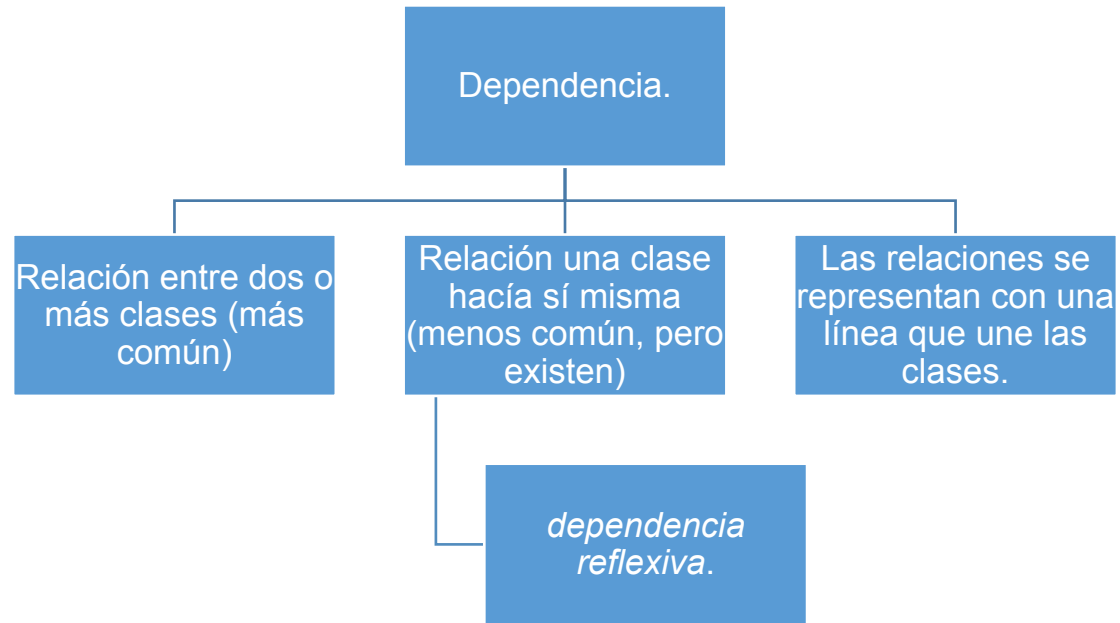 Dependencia.
Relación entre dos o
más clases (más
común)
Relación una clase
hacía sí misma
(menos común, pero
existen)
Las relaciones se
representan con una
línea que une las
clases.
dependencia
reflexiva.